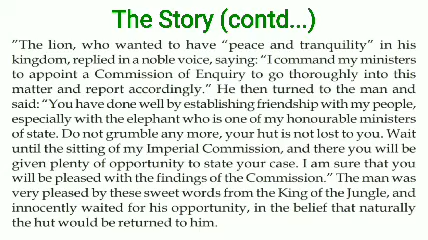 The Story (contd...)
"The lion, who wanted to have "peace and tranquility" in his
kingdom, replied in a noble voice, saying: "I command my ministers
to appoint a Commission of Enquiry to go thoroughly into this
matter and report accordingly." He then turned to the man and
said: "You have done well by establishing friendship with my people,
especially with the elephant who is one of my honourable ministers
of state. Do not grumble any more, your hut is not lost to you. Wait
until the sitting of my Imperial Commission, and there you will be
given plenty of opportunity to state your case. I am sure that you
will be pleased with the findings of the Commission." The man was
very pleased by these sweet words from the King of the Jungle, and
innocently waited for his opportunity, in the belief that naturally
the hut would be returned to him.